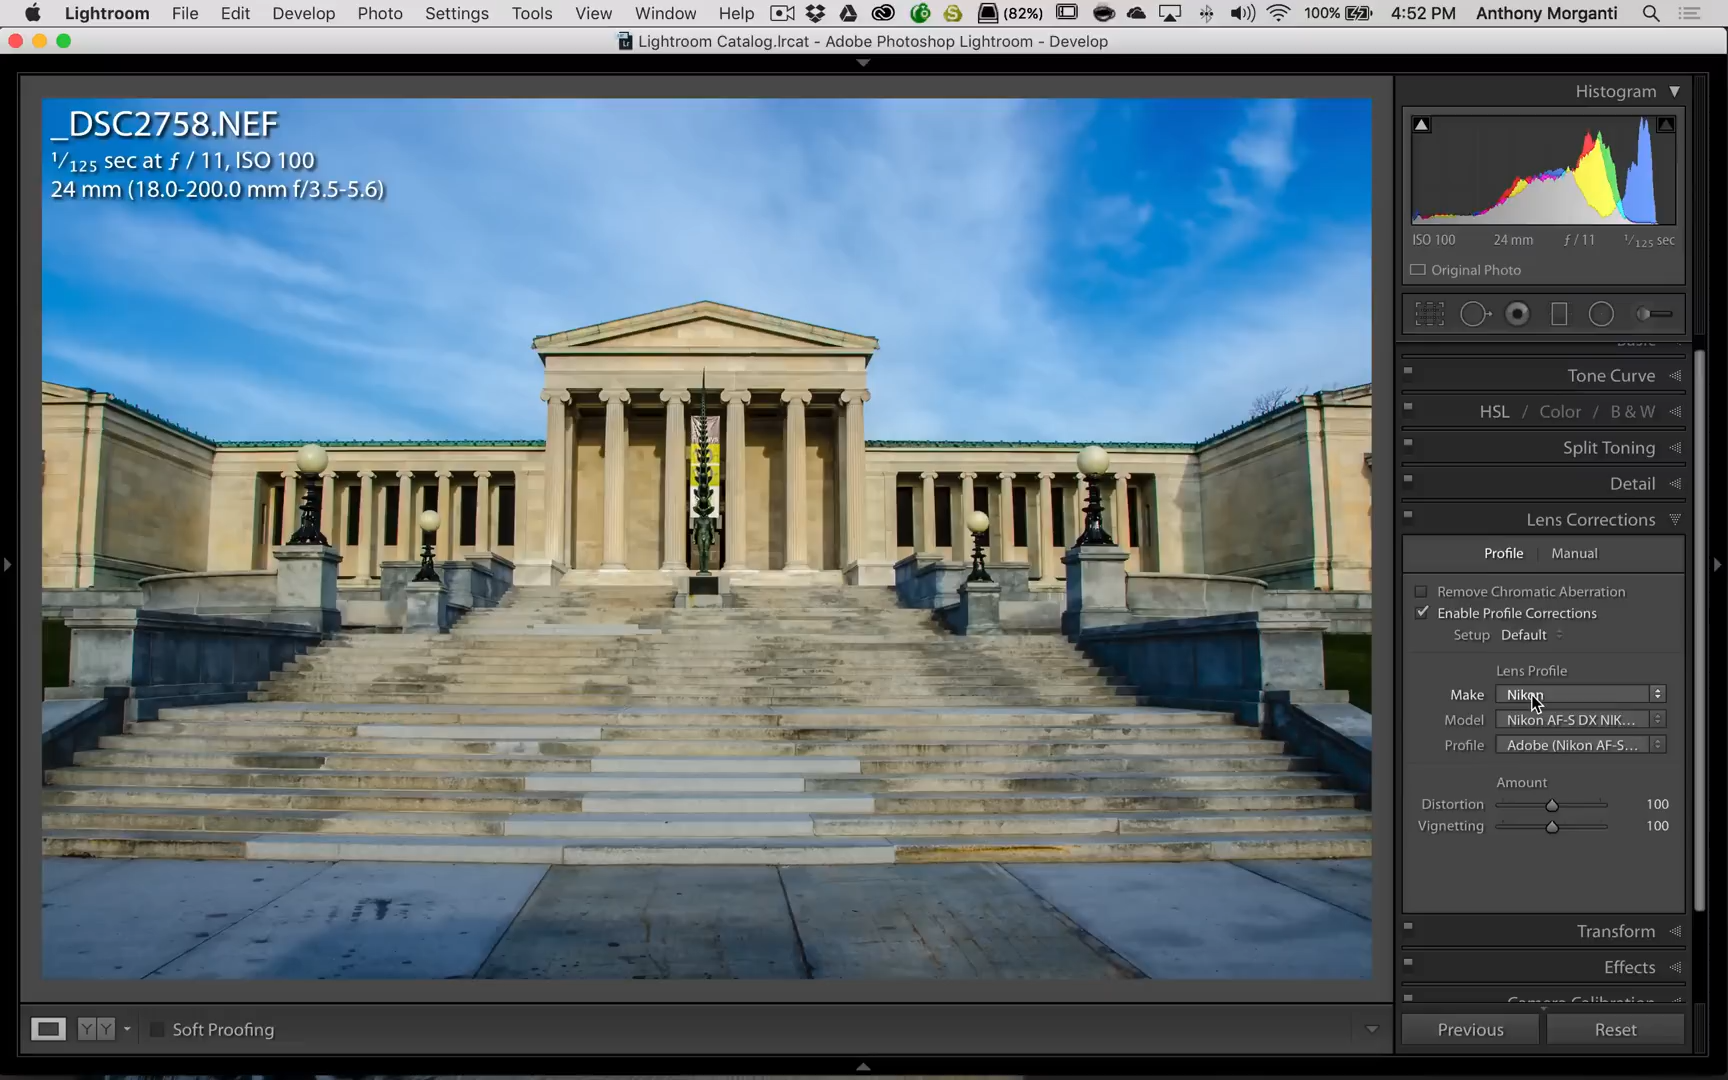 Lightroom File Edit Develop Photo Settings Tools View Window Help (82%) 100% 4:52 PM Anthony Morganti
Lightroom Catalog.lrcat - Adobe Photoshop Lightroom - Develop
_DSC2758.NEF
1/125 sec at ƒ / 11, ISO 100
24 mm (18.0-200.0 mm f/3.5-5.6)
Histogram
ISO 100 24 mm ƒ / 11 1/125 sec
Original Photo
Basic
Tone Curve
HSL / Color / B & W
Split Toning
Detail
Lens Corrections
Profile Manual
Remove Chromatic Aberration
Enable Profile Corrections
Setup Default
Lens Profile
Make Nikon
Model Nikon AF-S DX NIK...
Profile Adobe (Nikon AF-S...
Amount
Distortion 100
Vignetting 100
Transform
Effects
Camera Calibration
Y Y Soft Proofing
Previous Reset